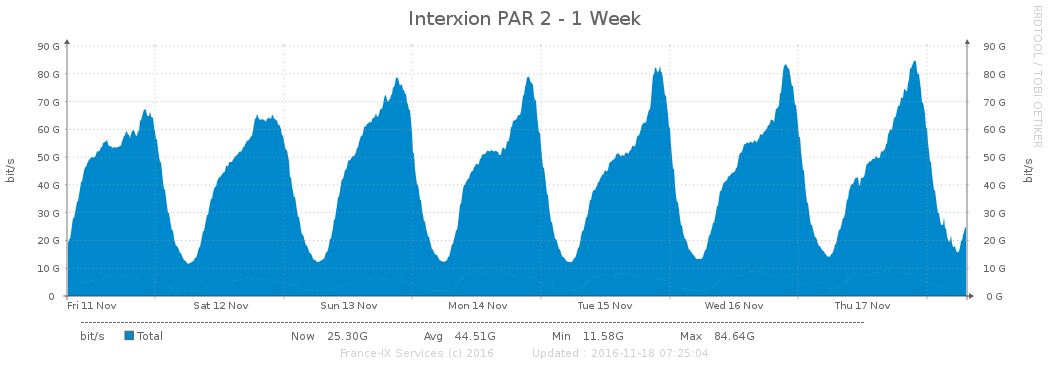 Interxion PAR 2 - 1 Week
RRDTOOL / TOBI OETIKER
bit/s
90 G
80 G
70 G
60 G
50 G
40 G
30 G
20 G
10 G
0
90 G
80 G
70 G
60 G
50 G
40 G
30 G
20 G
10 G
0 G
bit/s
Fri 11 Nov Sat 12 Nov Sun 13 Nov Mon 14 Nov Tue 15 Nov Wed 16 Nov Thu 17 Nov
bit/s Total Now 25.30G Avg 44.51G Min 11.58G Max 84.64G
France-IX Services (c) 2016 Updated : 2016-11-18 07:25:04